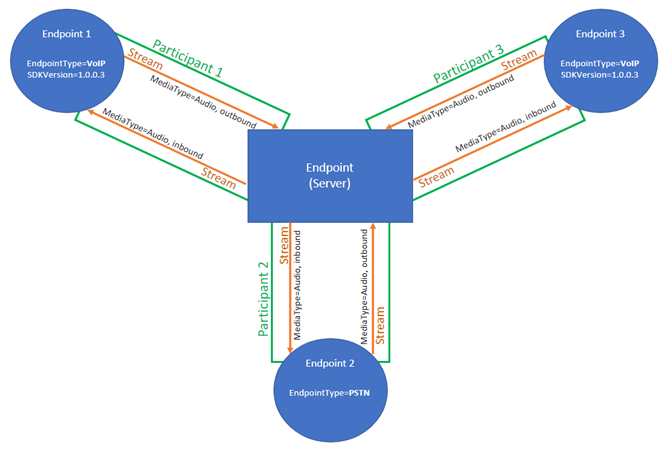 Endpoint 1
EndpointType=VoIP
SDKVersion=1.0.0.3
Participant 1
Stream
MediaType=Audio, outbound
MediaType=Audio, inbound
Stream
Endpoint 3
EndpointType=VoIP
SDKVersion=1.0.0.3
Participant 3
Stream
MediaType=Audio, outbound
MediaType=Audio, inbound
Stream
Endpoint
(Server)
Participant 2
Stream
MediaType=Audio, inbound
MediaType=Audio, outbound
Stream
Endpoint 2
EndpointType=PSTN